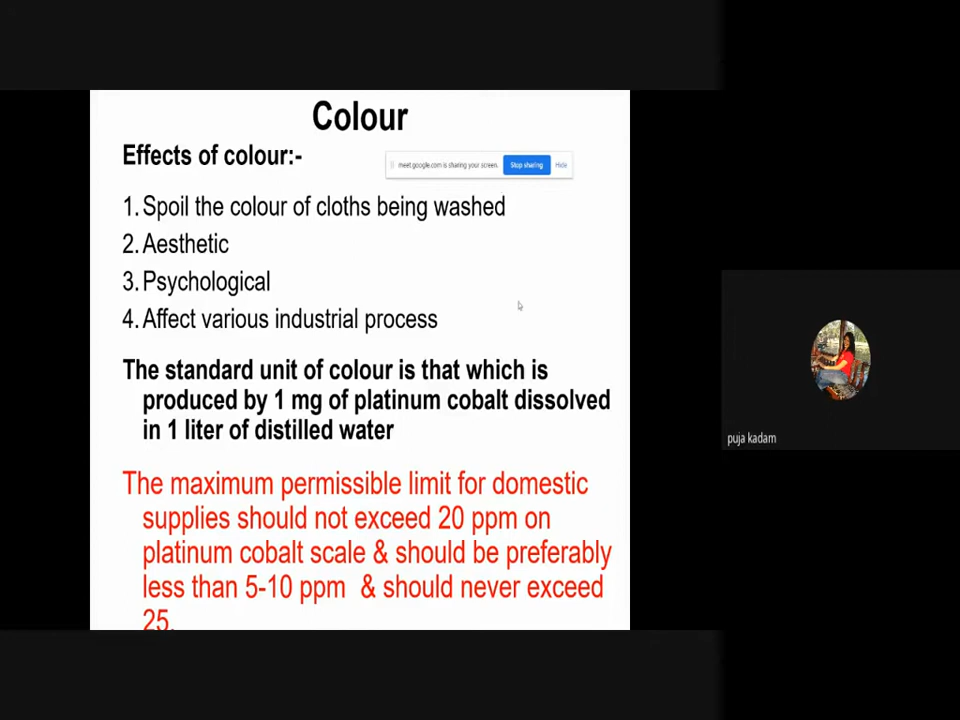 Colour
Effects of colour:-
meet.google.com is sharing your screen. Stop sharing Hide
1. Spoil the colour of cloths being washed
2. Aesthetic
3. Psychological
4. Affect various industrial process
The standard unit of colour is that which is
produced by 1 mg of platinum cobalt dissolved
in 1 liter of distilled water
The maximum permissible limit for domestic
supplies should not exceed 20 ppm on
platinum cobalt scale & should be preferably
less than 5-10 ppm & should never exceed
25.
puja kadam